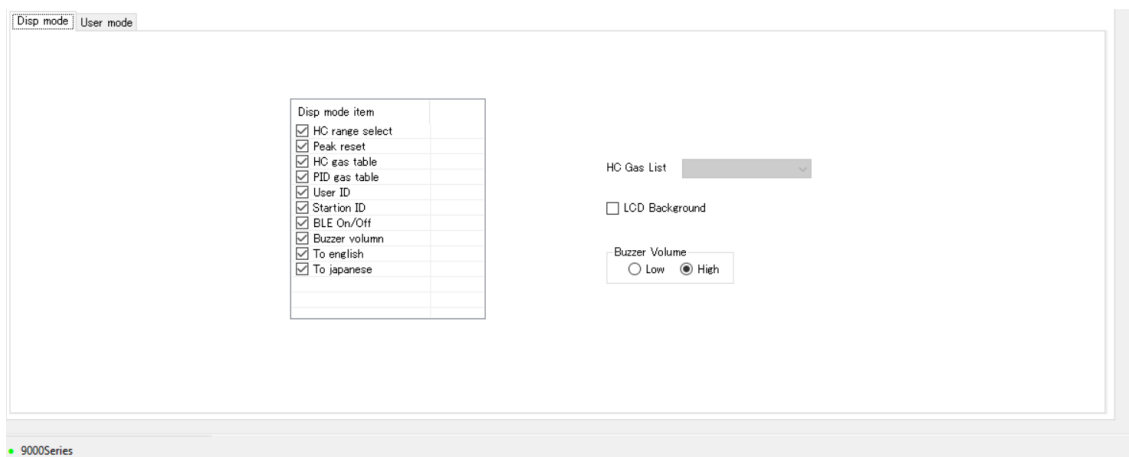 Disp mode User mode
Disp mode item
HC range select
Peak reset
HC gas table
PID gas table
User ID
Startion ID
BLE On/Off
Buzzer volumn
To english
To japanese
HC Gas List
LCD Background
Buzzer Volume
Low High
9000Series